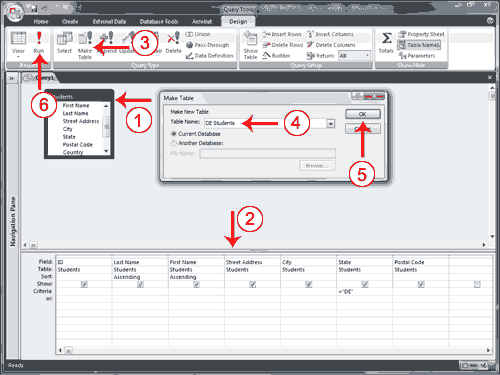 Query Tools
Home Create External Data Database Tools Acrobat Design
View Run Select Make Table Append Update Delete
Union
Pass-Through
Data Definition
Show Table
Insert Rows
Delete Rows
Builder
Insert Columns
Delete Columns
Return: All
Totals
Property Sheet
Table Names
Parameters
Results Query Type Query Setup Show/Hide
6 3
Query1
Students
First Name
Last Name
Street Address
City
State
Postal Code
Country
1
Make Table
Make New Table
Table Name: DE Students
Current Database
Another Database:
File Name:
Browse...
OK
4
5
Navigation Pane
2
Field: ID Last Name First Name Street Address City State Postal Code
Table: Students Students Students Students Students Students Students
Sort: Ascending Ascending
Show:
Criteria: ="DE"
or:
Ready